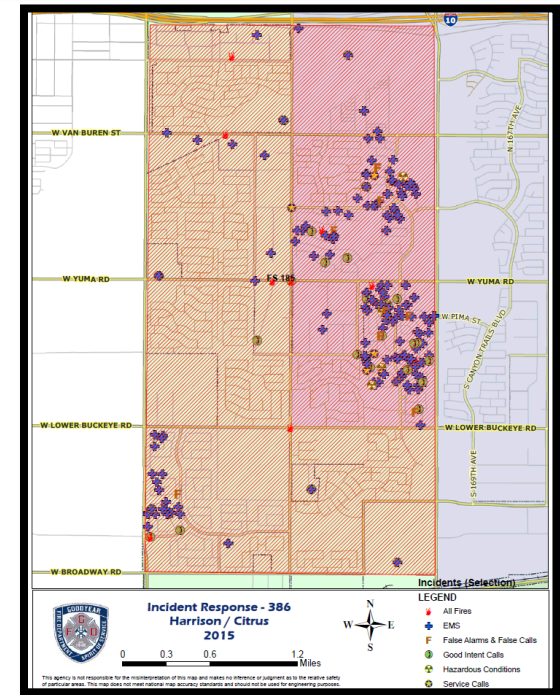 10
N 167TH AVE
W VAN BUREN ST
FS 185
W YUMA RD
W YUMA RD
W PIMA ST
S CANYON TRAILS BLVD
W LOWER BUCKEYE RD
W LOWER BUCKEYE RD
S 169TH AVE
W BROADWAY RD
Incidents (Selection)
LEGEND
All Fires
EMS
F False Alarms & False Calls
Good Intent Calls
Hazardous Conditions
Service Calls
GOODYEAR
G
F D
FIRE DEPARTMENT
Incident Response - 386
Harrison / Citrus
2015
N
W E
S
0 0.3 0.6 1.2
Miles
This agency is not responsible for the misinterpretation of this map and makes no inference or judgment as to the relative safety
of particular areas. This map does not meet national map accuracy standards and should not be used for engineering purposes.